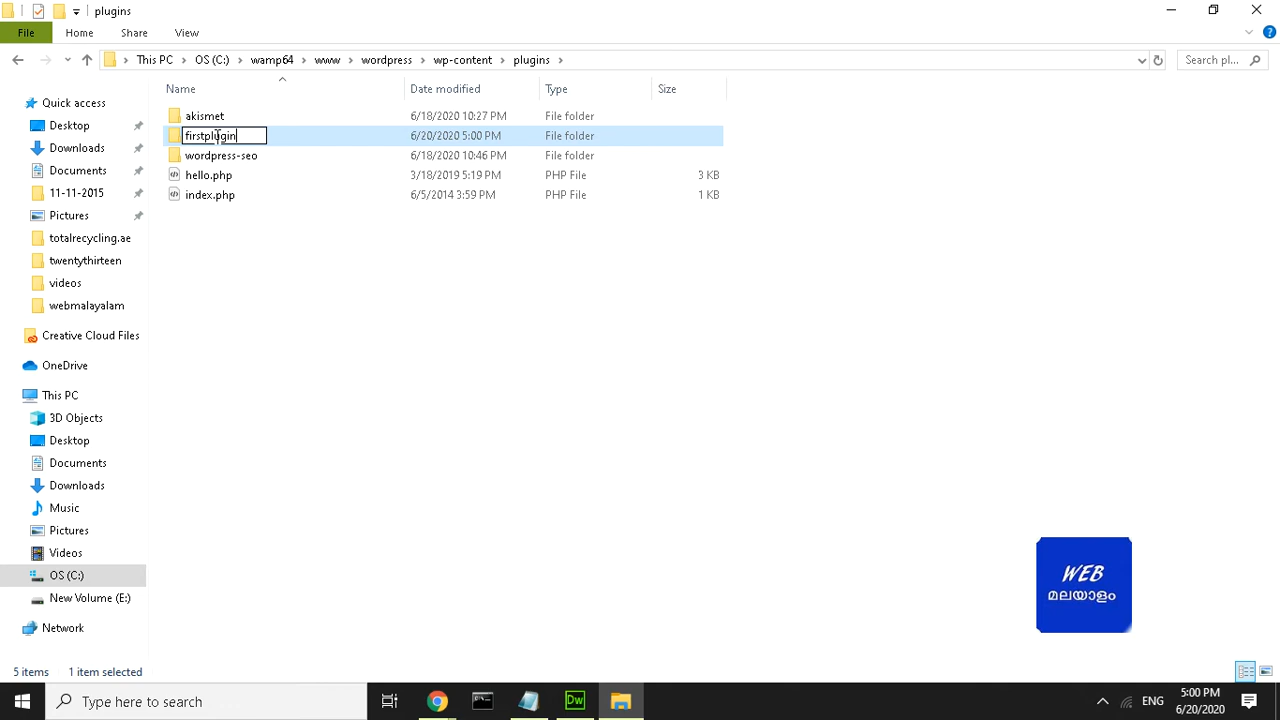 plugins
File Home Share View
This PC OS (C:) wamp64 www wordpress wp-content plugins Search pl...
Name Date modified Type Size
Quick access
Desktop
Downloads
Documents
11-11-2015
Pictures
totalrecycling.ae
twentythirteen
videos
webmalayalam
Creative Cloud Files
OneDrive
This PC
3D Objects
Desktop
Documents
Downloads
Music
Pictures
Videos
OS (C:)
New Volume (E:)
Network
akismet 6/18/2020 10:27 PM File folder
firstplugin 6/20/2020 5:00 PM File folder
wordpress-seo 6/18/2020 10:46 PM File folder
hello.php 3/18/2019 5:19 PM PHP File 3 KB
index.php 6/5/2014 3:59 PM PHP File 1 KB
WEB
മലയാളം
5 items 1 item selected
Type here to search
Dw
ENG
5:00 PM
6/20/2020